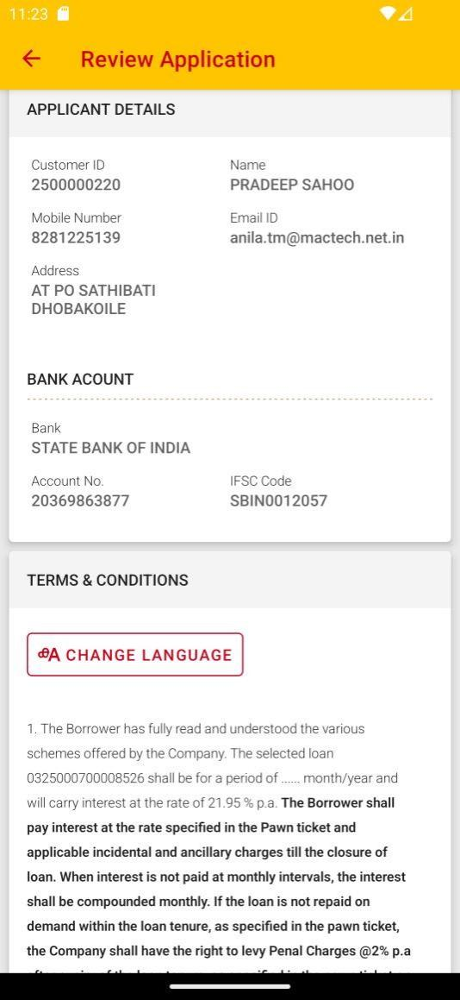 11:23
Review Application
APPLICANT DETAILS
Customer ID Name
2500000220 PRADEEP SAHOO
Mobile Number Email ID
8281225139 anila.tm@mactech.net.in
Address
AT PO SATHIBATI
DHOBAKOILE
BANK ACOUNT
Bank
STATE BANK OF INDIA
Account No. IFSC Code
20369863877 SBIN0012057
TERMS & CONDITIONS
CHANGE LANGUAGE
1. The Borrower has fully read and understood the various
schemes offered by the Company. The selected loan
0325000700008526 shall be for a period of ...... month/year and
will carry interest at the rate of 21.95 % p.a. The Borrower shall
pay interest at the rate specified in the Pawn ticket and
applicable incidental and ancillary charges till the closure of
loan. When interest is not paid at monthly intervals, the interest
shall be compounded monthly. If the loan is not repaid on
demand within the loan tenure, as specified in the pawn ticket,
the Company shall have the right to levy Penal Charges @2% p.a